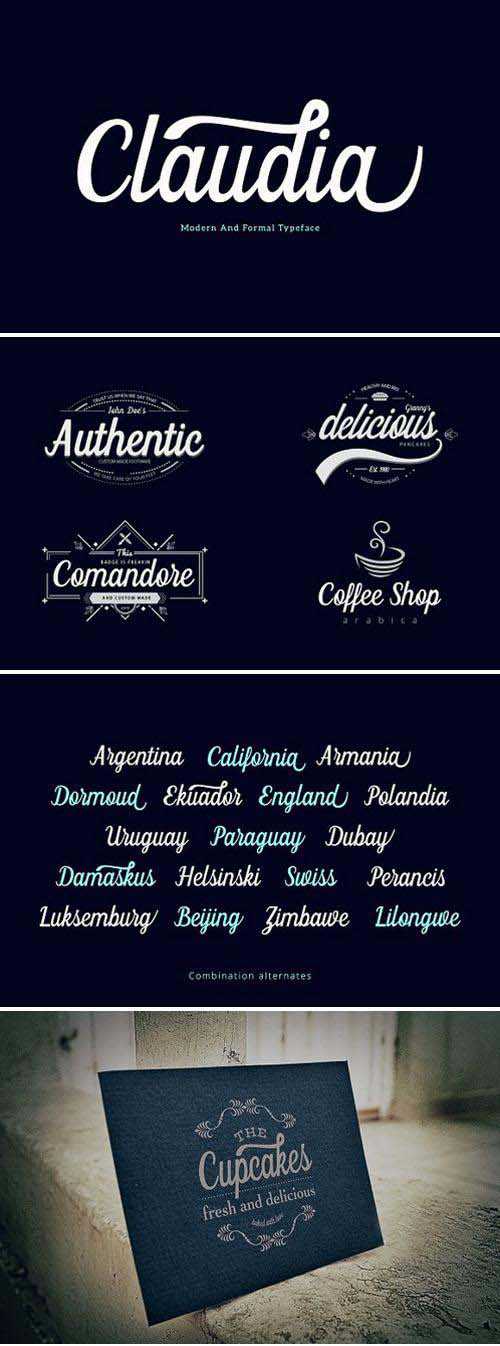 Claudia
Modern And Formal Typeface
TRUST US WHEN WE SAY THAT
John Doe's
Authentic
CUSTOM MADE FOOTWARE
WE TAKE CARE OF YOUR FEET
HEALTHY AND BIG
Granny's
delicious
PANCAKES
Est. 1980
MADE WITH HEART
This
BADGE IS FREAKIN
Comandore
AND CUSTOM MADE
Coffee Shop
arabica
Argentina California Armania
Dormoud Ekuador England Polandia
Uruguay Paraguay Dubay
Damaskus Helsinski Swiss Perancis
Luksemburg Beijing Zimbawe Lilongwe
Combination alternates
THE
Cupcakes
fresh and delicious
baked with love